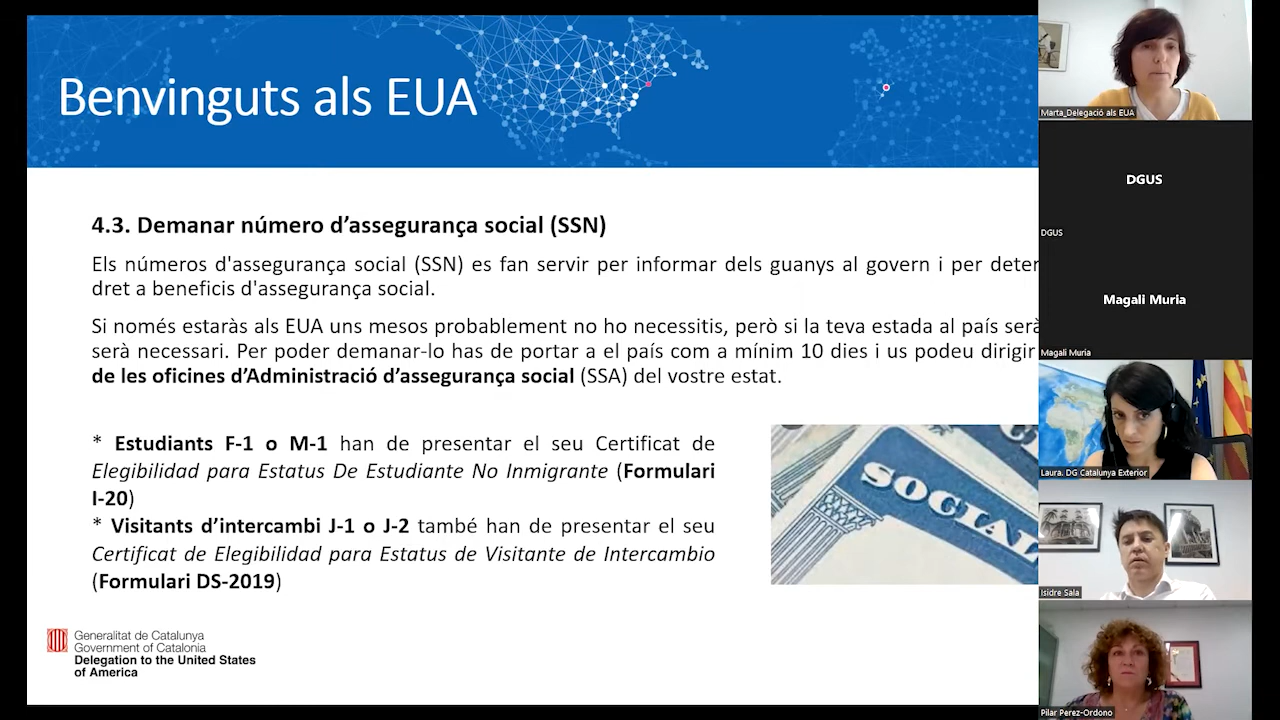 Benvinguts als EUA
4.3. Demanar número d’assegurança social (SSN)
Els números d'assegurança social (SSN) es fan servir per informar dels guanys al govern i per deter
dret a beneficis d'assegurança social.
Si només estaràs als EUA uns mesos probablement no ho necessitis, però si la teva estada al país serà
serà necessari. Per poder demanar-lo has de portar a el país com a mínim 10 dies i us podeu dirigir
de les oficines d’Administració d’assegurança social (SSA) del vostre estat.
* Estudiants F-1 o M-1 han de presentar el seu Certificat de
Elegibilidad para Estatus De Estudiante No Inmigrante (Formulari
I-20)
* Visitants d’intercambi J-1 o J-2 també han de presentar el seu
Certificat de Elegibilidad para Estatus de Visitante de Intercambio
(Formulari DS-2019)
SOCIAL
Generalitat de Catalunya
Government of Catalonia
Delegation to the United States
of America
Marta_Delegació als EUA
DGUS
DGUS
Magali Muria
Magali Muria
Laura. DG Catalunya Exterior
Isidre Sala
Pilar Perez-Ordono